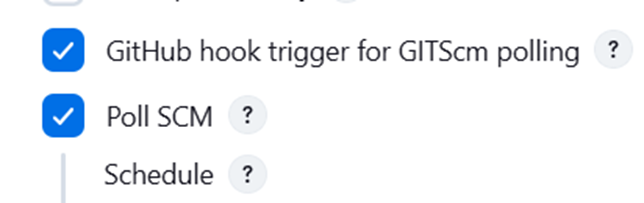 GitHub hook trigger for GITScm polling ?
Poll SCM ?
Schedule ?